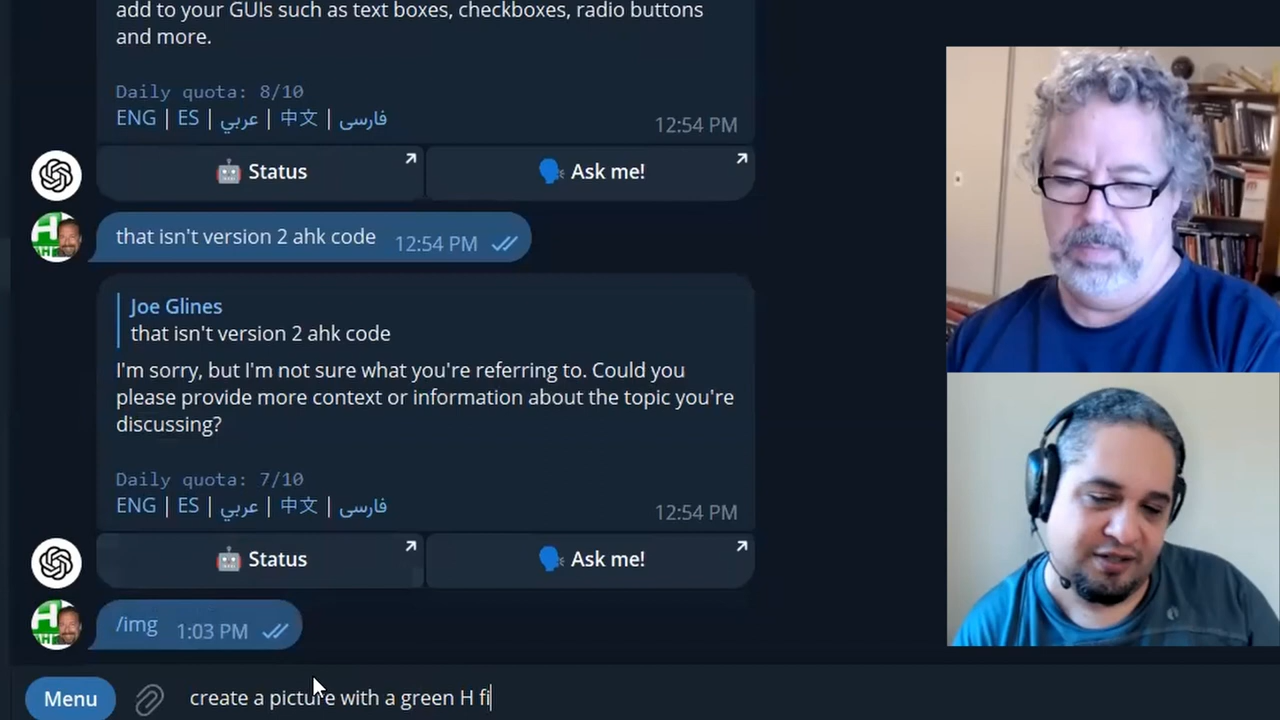 add to your GUIs such as text boxes, checkboxes, radio buttons
and more.
Daily quota: 8/10
ENG | ES | عربي | 中文 | فارسی
12:54 PM
Status
Ask me!
that isn't version 2 ahk code 12:54 PM
Joe Glines
that isn't version 2 ahk code
I'm sorry, but I'm not sure what you're referring to. Could you
please provide more context or information about the topic you're
discussing?
Daily quota: 7/10
ENG | ES | عربي | 中文 | فارسی
12:54 PM
Status
Ask me!
/img 1:03 PM
Menu
create a picture with a green H fi